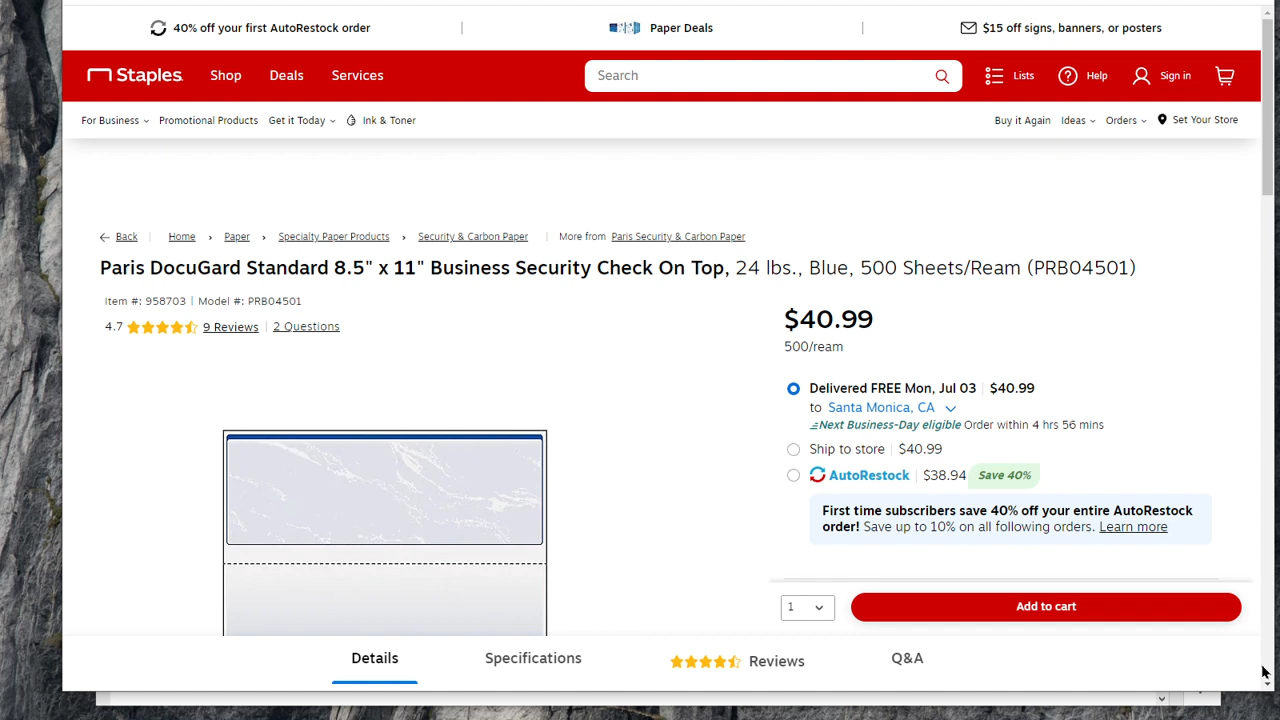 40% off your first AutoRestock order
Paper Deals
$15 off signs, banners, or posters
Staples
Shop
Deals
Services
Search
Lists
Help
Sign in
For Business
Promotional Products
Get it Today
Ink & Toner
Buy it Again
Ideas
Orders
Set Your Store
Back
Home
Paper
Specialty Paper Products
Security & Carbon Paper
More from Paris Security & Carbon Paper
Paris DocuGard Standard 8.5" x 11" Business Security Check On Top, 24 lbs., Blue, 500 Sheets/Ream (PRB04501)
Item #: 958703 | Model #: PRB04501
4.7 9 Reviews | 2 Questions
$40.99
500/ream
Delivered FREE Mon, Jul 03 | $40.99
to Santa Monica, CA
Next Business-Day eligible Order within 4 hrs 56 mins
Ship to store | $40.99
AutoRestock | $38.94 Save 40%
First time subscribers save 40% off your entire AutoRestock
order! Save up to 10% on all following orders. Learn more
1
Add to cart
Details
Specifications
Reviews
Q&A